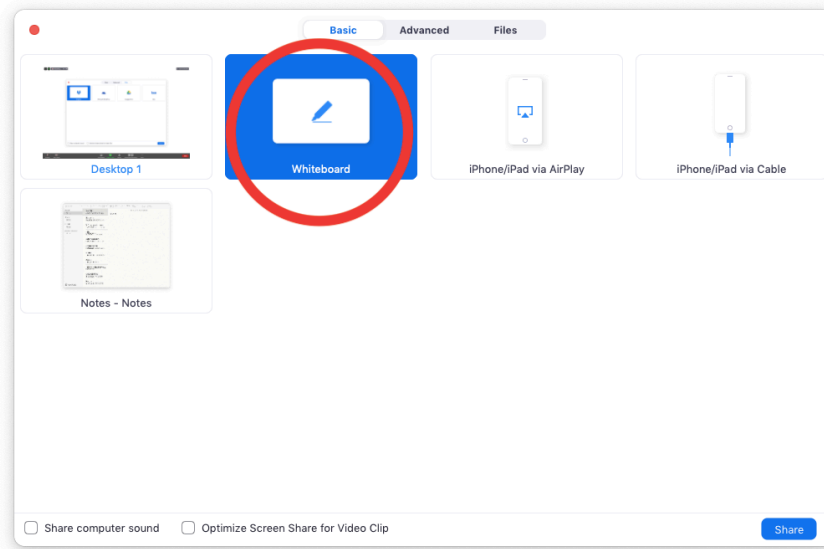 Basic Advanced Files
Desktop 1
Whiteboard
iPhone/iPad via AirPlay
iPhone/iPad via Cable
Notes - Notes
Share computer sound
Optimize Screen Share for Video Clip
Share